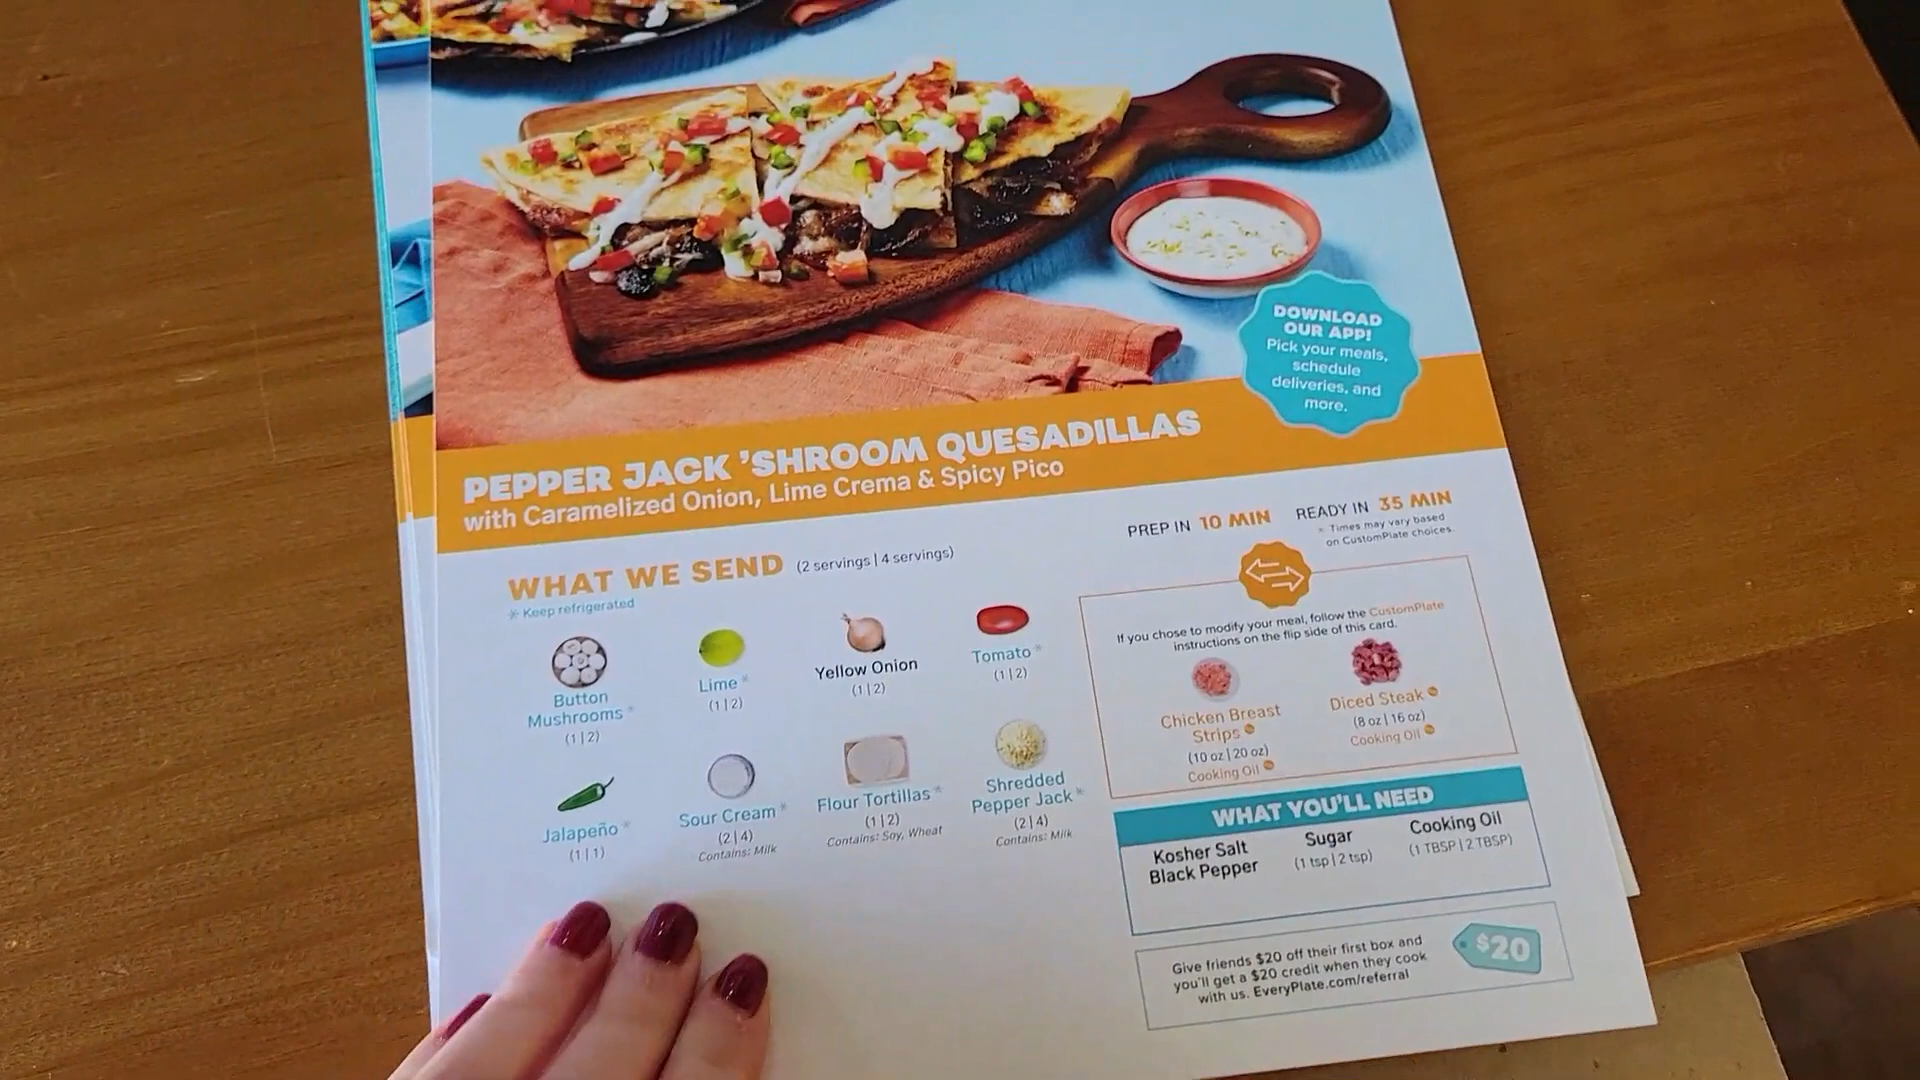 DOWNLOAD
OUR APP!
Pick your meals,
schedule
deliveries, and
more.
PEPPER JACK 'SHROOM QUESADILLAS
with Caramelized Onion, Lime Crema & Spicy Pico
PREP IN 10 MIN
READY IN 35 MIN
* Times may vary based
on CustomPlate choices.
WHAT WE SEND (2 servings | 4 servings)
* Keep refrigerated
Button
Mushrooms *
(1 | 2)
Lime *
(1 | 2)
Yellow Onion
(1 | 2)
Tomato *
(1 | 2)
Jalapeño *
(1 | 1)
Sour Cream *
(2 | 4)
Contains: Milk
Flour Tortillas *
(1 | 2)
Contains: Soy, Wheat
Shredded
Pepper Jack *
(2 | 4)
Contains: Milk
If you chose to modify your meal, follow the CustomPlate
instructions on the flip side of this card.
Chicken Breast
Strips
(10 oz | 20 oz)
Cooking Oil
Diced Steak
(8 oz | 16 oz)
Cooking Oil
WHAT YOU'LL NEED
Kosher Salt
Black Pepper
Sugar
(1 tsp | 2 tsp)
Cooking Oil
(1 TBSP | 2 TBSP)
Give friends $20 off their first box and
you'll get a $20 credit when they cook
with us. EveryPlate.com/referral
$20